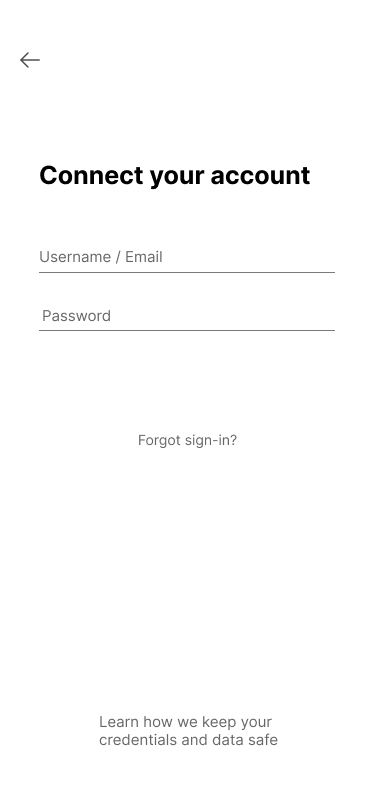 Connect your account
Username / Email
Password
Forgot sign-in?
Learn how we keep your
credentials and data safe